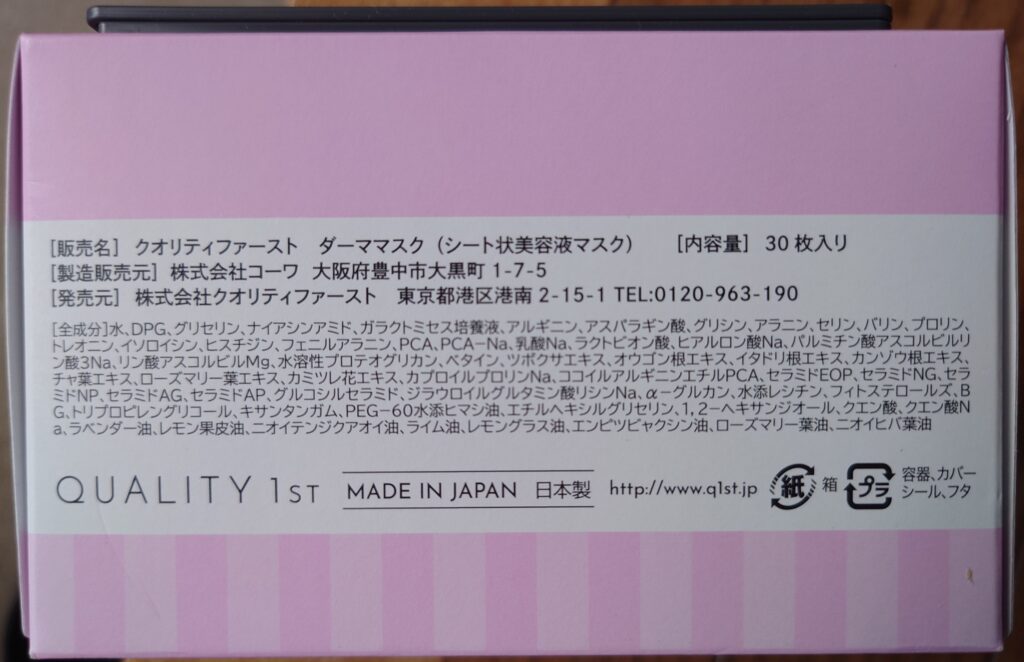 [販売名] クオリティファースト ダーママスク（シート状美容液マスク） [内容量] 30枚入り
[製造販売元] 株式会社コーワ 大阪府豊中市大黒町1-7-5
[発売元] 株式会社クオリティファースト 東京都港区港南2-15-1 TEL:0120-963-190
[全成分]水、DPG、グリセリン、ナイアシンアミド、ガラクトミセス培養液、アルギニン、アスパラギン酸、グリシン、アラニン、セリン、バリン、プロリン、
トレオニン、イソロイシン、ヒスチジン、フェニルアラニン、PCA、PCA-Na、乳酸Na、ラクトビオン酸、ヒアルロン酸Na、パルミチン酸アスコルビルリ
ン酸3Na、リン酸アスコルビルMg、水溶性プロテオグリカン、ベタイン、ツボクサエキス、オウゴン根エキス、イタドリ根エキス、カンゾウ根エキス、
チャ葉エキス、ローズマリー葉エキス、カミツレ花エキス、カプロイルプロリンNa、ココイルアルギニンエチルPCA、セラミドEOP、セラミドNG、セラ
ミドNP、セラミドAG、セラミドAP、グルコシルセラミド、ジラウロイルグルタミン酸リシンNa、α-グルカン、水添レシチン、フィトステロールズ、B
G、トリプロピレングリコール、キサンタンガム、PEG-60水添ヒマシ油、エチルヘキシルグリセリン、1,2-ヘキサンジオール、クエン酸、クエン酸N
a、ラベンダー油、レモン果皮油、ニオイテンジクアオイ油、ライム油、レモングラス油、エンピツビャクシン油、ローズマリー葉油、ニオイヒバ葉油
QUALITY 1ST MADE IN JAPAN 日本製 http://www.q1st.jp 紙 箱 プラ 容器、カバー
シール、フタ